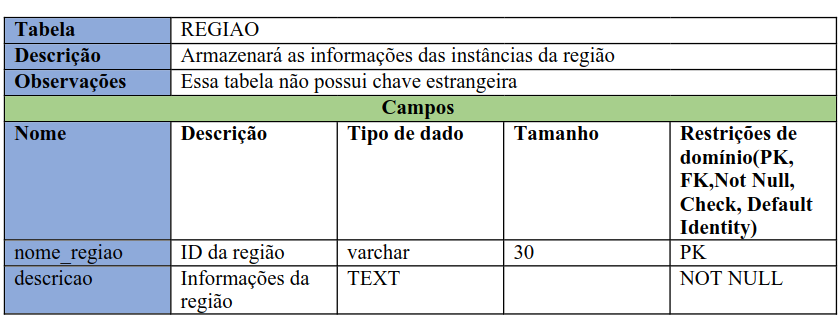 Tabela REGIAO
Descrição Armazenará as informações das instâncias da região
Observações Essa tabela não possui chave estrangeira
Campos
Nome Descrição Tipo de dado Tamanho Restrições de
domínio(PK,
FK,Not Null,
Check, Default
Identity)
nome_regiao ID da região varchar 30 PK
descricao Informações da TEXT NOT NULL
região